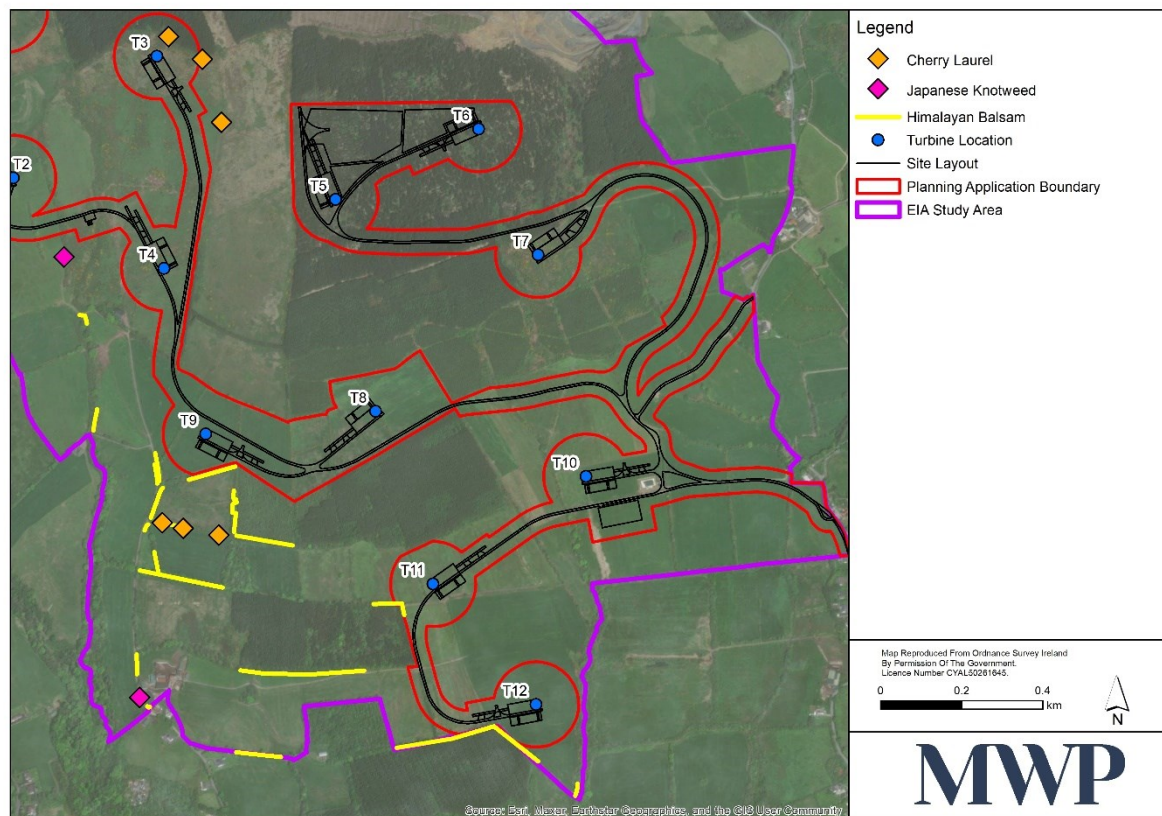 T3
T6
T2
T5
T4
T7
T8
T9
T10
T11
T12
Source: Esri, Maxar, Earthstar Geographics, and the GIS User Community
Legend
Cherry Laurel
Japanese Knotweed
Himalayan Balsam
Turbine Location
Site Layout
Planning Application Boundary
EIA Study Area
Map Reproduced From Ordnance Survey Ireland
By Permission Of The Government.
Licence Number CYAL50261645.
0 0.2 0.4
km
N
MWP